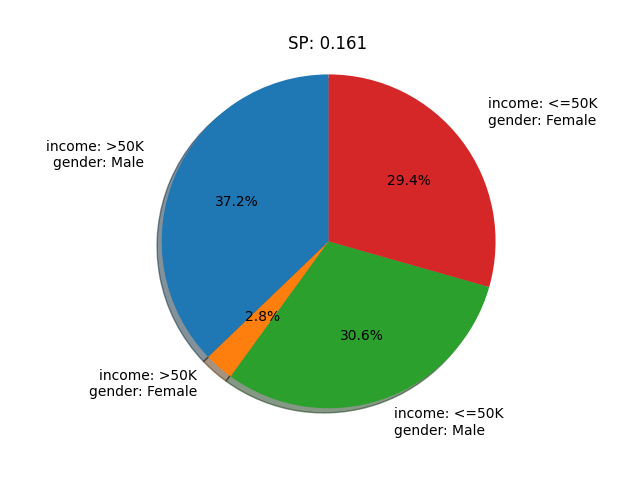 SP: 0.161
income: <=50K
gender: Female
income: >50K
gender: Male
29.4%
37.2%
2.8%
30.6%
income: >50K
gender: Female
income: <=50K
gender: Male